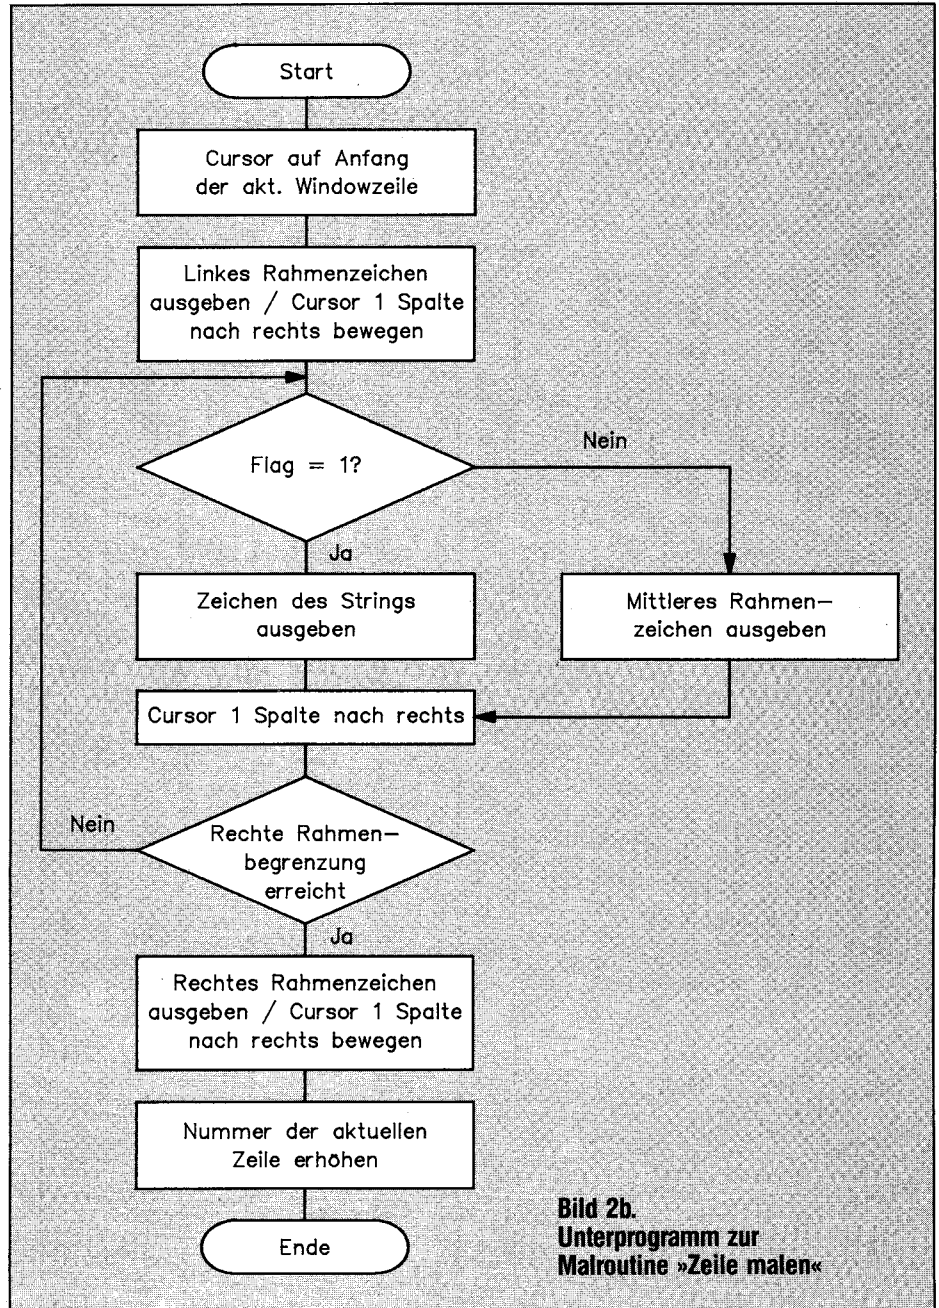 Start
Cursor auf Anfang
der akt. Windowzeile
Linkes Rahmenzeichen
ausgeben / Cursor 1 Spalte
nach rechts bewegen
Flag = 1?
Nein
Ja
Zeichen des Strings
ausgeben
Mittleres Rahmen-
zeichen ausgeben
Cursor 1 Spalte nach rechts
Nein
Rechte Rahmen-
begrenzung
erreicht
Ja
Rechtes Rahmenzeichen
ausgeben / Cursor 1 Spalte
nach rechts bewegen
Nummer der aktuellen
Zeile erhöhen
Ende
Bild 2b.
Unterprogramm zur
Malroutine »Zeile malen«